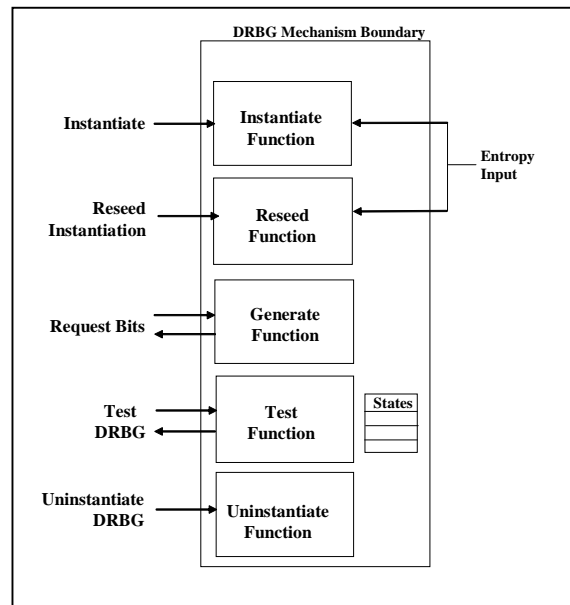 DRBG Mechanism Boundary
Instantiate
Instantiate
Function
Entropy
Input
Reseed
Instantiation
Reseed
Function
Request Bits
Generate
Function
Test
DRBG
Test
Function
States
Uninstantiate
DRBG
Uninstantiate
Function